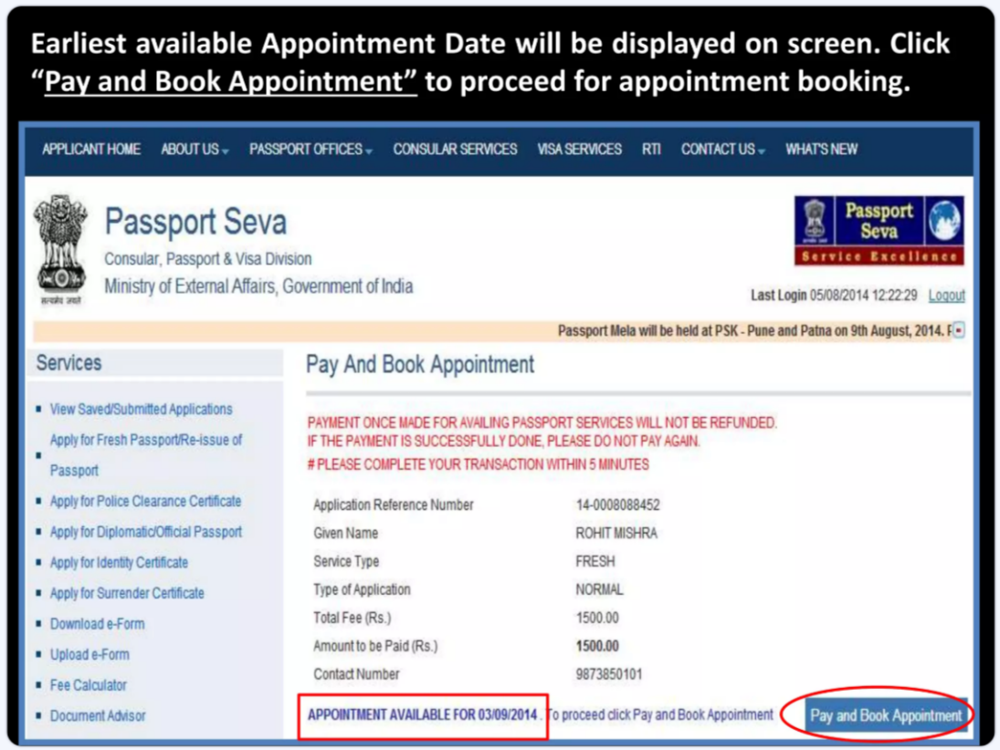 Earliest available Appointment Date will be displayed on screen. Click
“Pay and Book Appointment” to proceed for appointment booking.
APPLICANT HOME ABOUT US PASSPORT OFFICES CONSULAR SERVICES VISA SERVICES RTI CONTACT US WHAT'S NEW
Passport Seva
Consular, Passport & Visa Division
Ministry of External Affairs, Government of India
सत्यमेव जयते
Passport
Seva
Service Excellence
Last Login 05/08/2014 12:22:29 Logout
Passport Mela will be held at PSK - Pune and Patna on 9th August, 2014.
Services
View Saved/Submitted Applications
Apply for Fresh Passport/Re-issue of
Passport
Apply for Police Clearance Certificate
Apply for Diplomatic/Official Passport
Apply for Identity Certificate
Apply for Surrender Certificate
Download e-Form
Upload e-Form
Fee Calculator
Document Advisor
Pay And Book Appointment
PAYMENT ONCE MADE FOR AVAILING PASSPORT SERVICES WILL NOT BE REFUNDED.
IF THE PAYMENT IS SUCCESSFULLY DONE, PLEASE DO NOT PAY AGAIN.
# PLEASE COMPLETE YOUR TRANSACTION WITHIN 5 MINUTES
Application Reference Number 14-0008088452
Given Name ROHIT MISHRA
Service Type FRESH
Type of Application NORMAL
Total Fee (Rs.) 1500.00
Amount to be Paid (Rs.) 1500.00
Contact Number 9873850101
APPOINTMENT AVAILABLE FOR 03/09/2014 . To proceed click Pay and Book Appointment Pay and Book Appointment